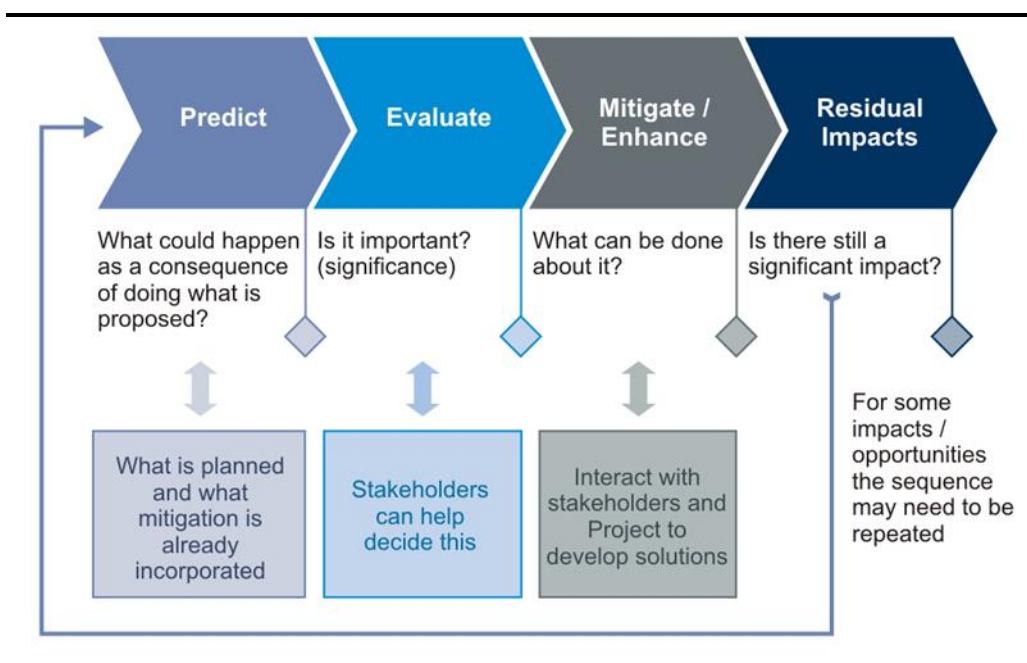 Predict
Evaluate
Mitigate /
Enhance
Residual
Impacts
What could happen
as a consequence
of doing what is
proposed?
Is it important?
(significance)
What can be done
about it?
Is there still a
significant impact?
What is planned
and what
mitigation is
already
incorporated
Stakeholders
can help
decide this
Interact with
stakeholders and
Project to
develop solutions
For some
impacts /
opportunities
the sequence
may need to be
repeated